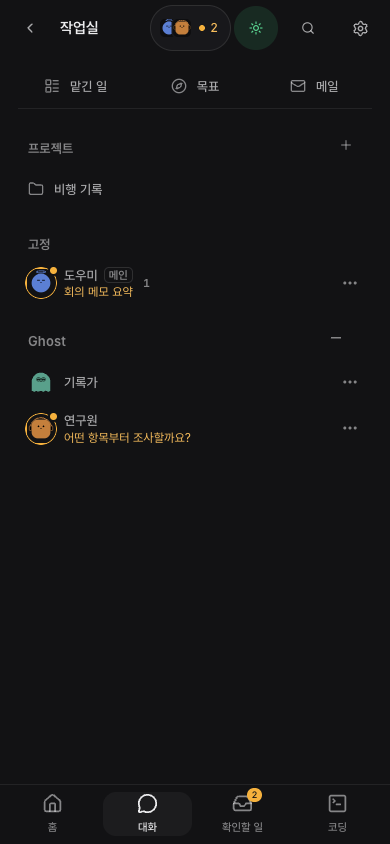 작업실
2
맡긴 일
목표
메일
프로젝트
비행 기록
고정
도우미 메인
회의 메모 요약 1
Ghost
기록가
연구원
어떤 항목부터 조사할까요?
2
홈
대화
확인할 일
코딩